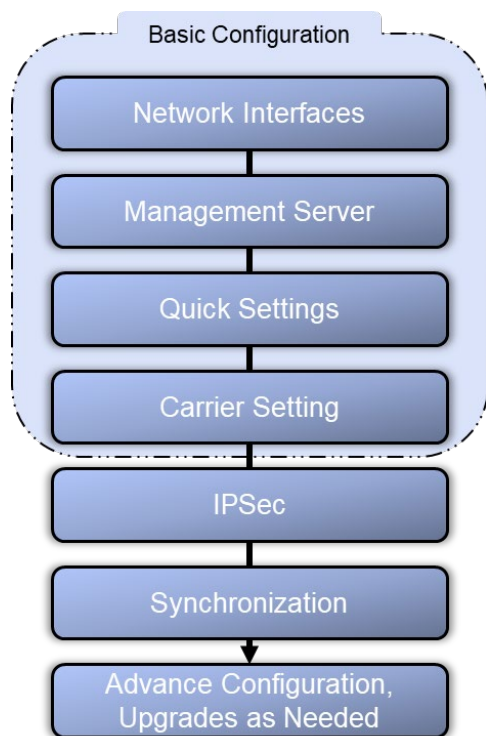 Basic Configuration
Network Interfaces
Management Server
Quick Settings
Carrier Setting
IPSec
Synchronization
Advance Configuration,
Upgrades as Needed